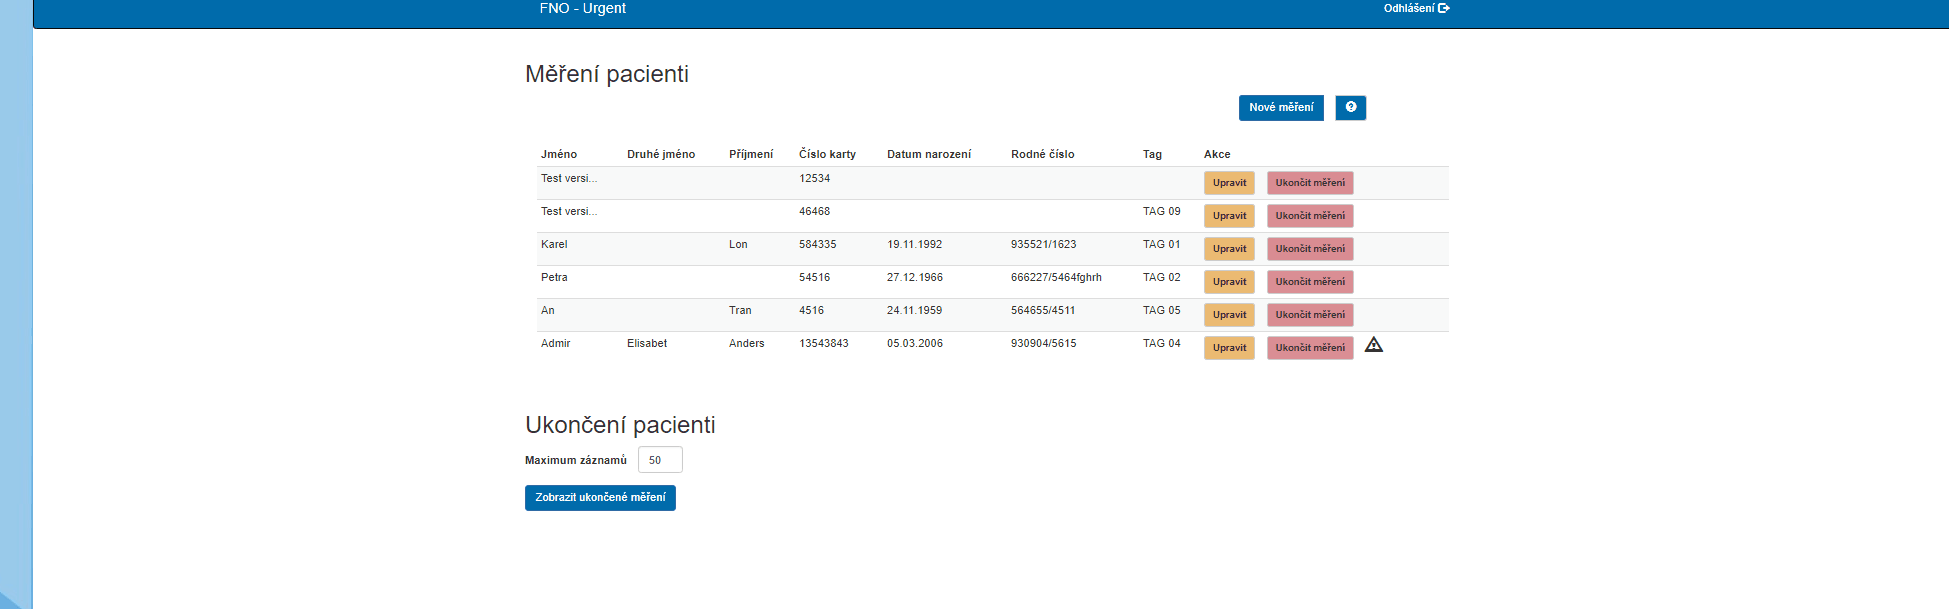 FNO - Urgent Odhlášení
Měření pacienti
Nové měření
Jméno Druhé jméno Příjmení Číslo karty Datum narození Rodné číslo Tag Akce
Test versi... 12534 Upravit Ukončit měření
Test versi... 46468 TAG 09 Upravit Ukončit měření
Karel Lon 584335 19.11.1992 935521/1623 TAG 01 Upravit Ukončit měření
Petra 54516 27.12.1966 666227/5464fghrh TAG 02 Upravit Ukončit měření
An Tran 4516 24.11.1959 564655/4511 TAG 05 Upravit Ukončit měření
Admir Elisabet Anders 13543843 05.03.2006 930904/5615 TAG 04 Upravit Ukončit měření
Ukončení pacienti
Maximum záznamů 50
Zobrazit ukončené měření